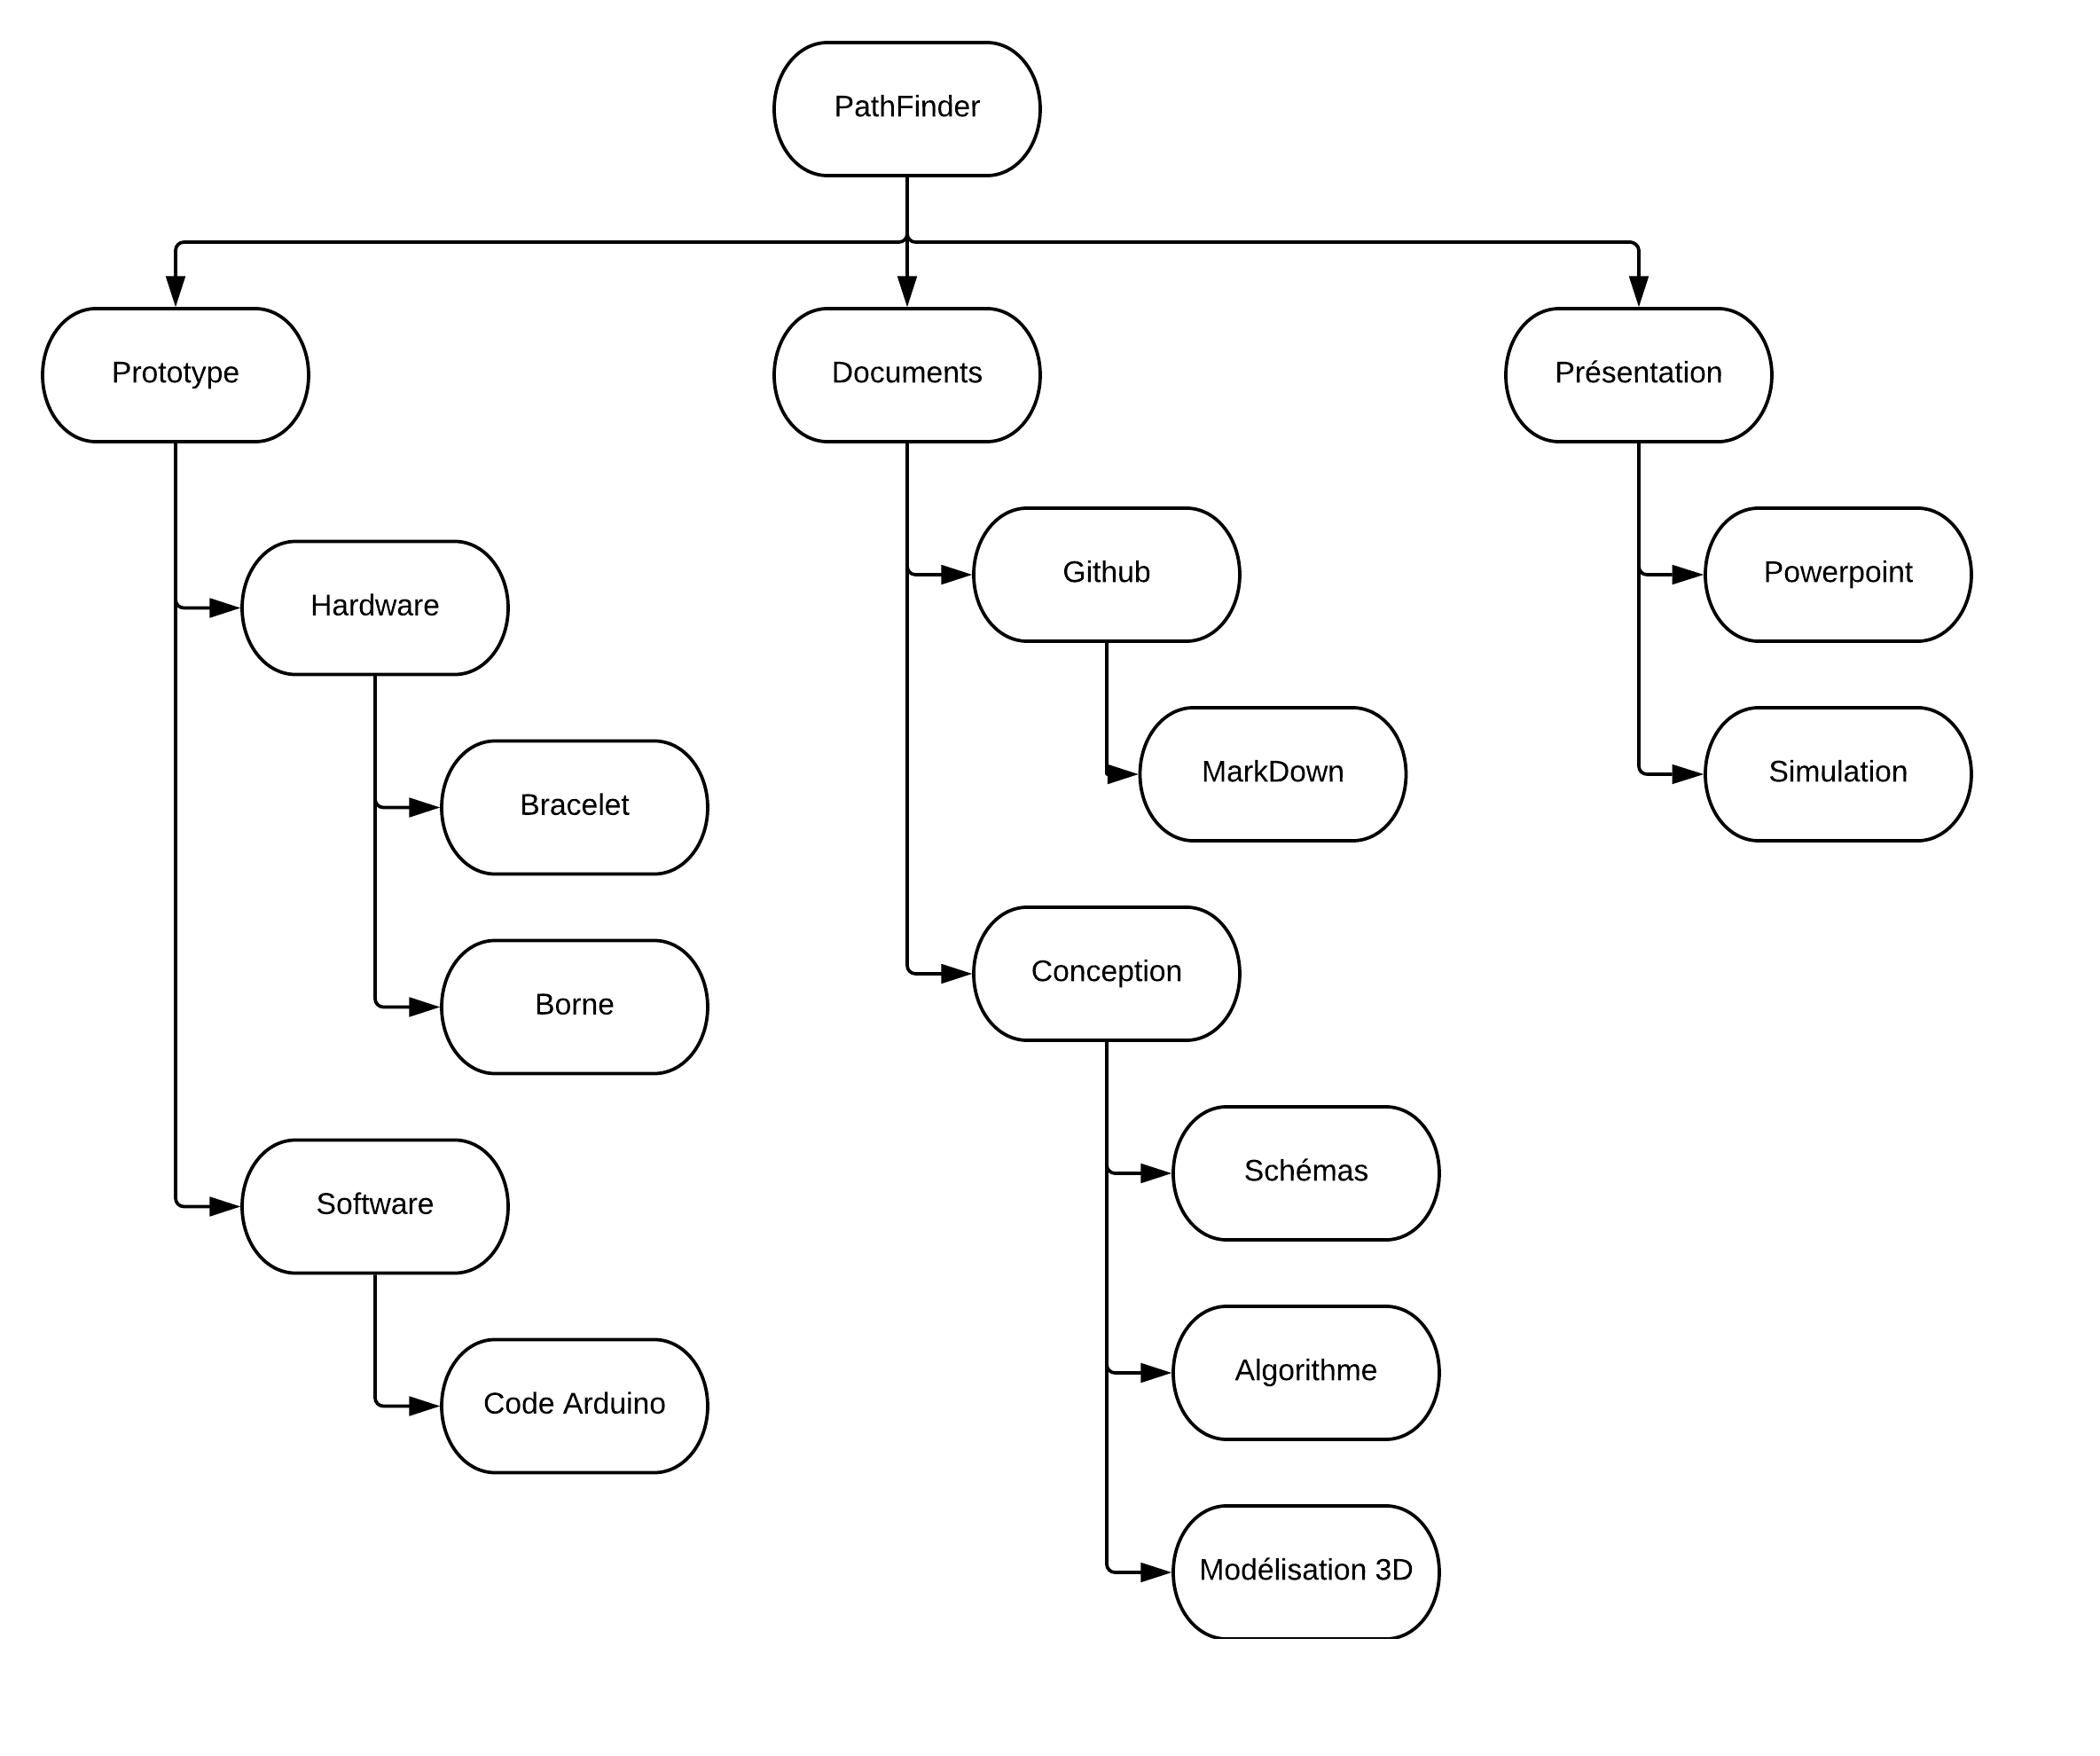 PathFinder
Prototype
Documents
Présentation
Hardware
Bracelet
Borne
Software
Code Arduino
Github
MarkDown
Conception
Schémas
Algorithme
Modélisation 3D
Powerpoint
Simulation